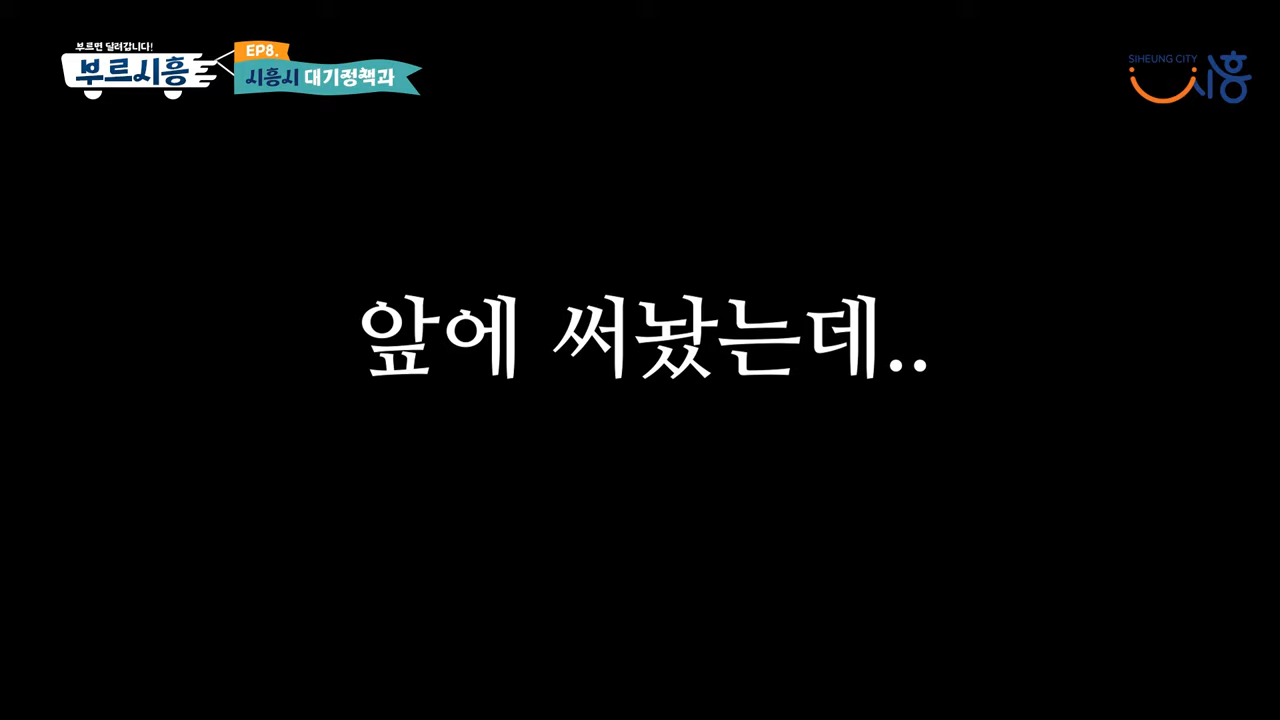 부르면 달려갑니다!
부르시흥
EP8.
시흥시 대기정책과
SIHEUNG CITY
시흥
앞에 써놨는데..